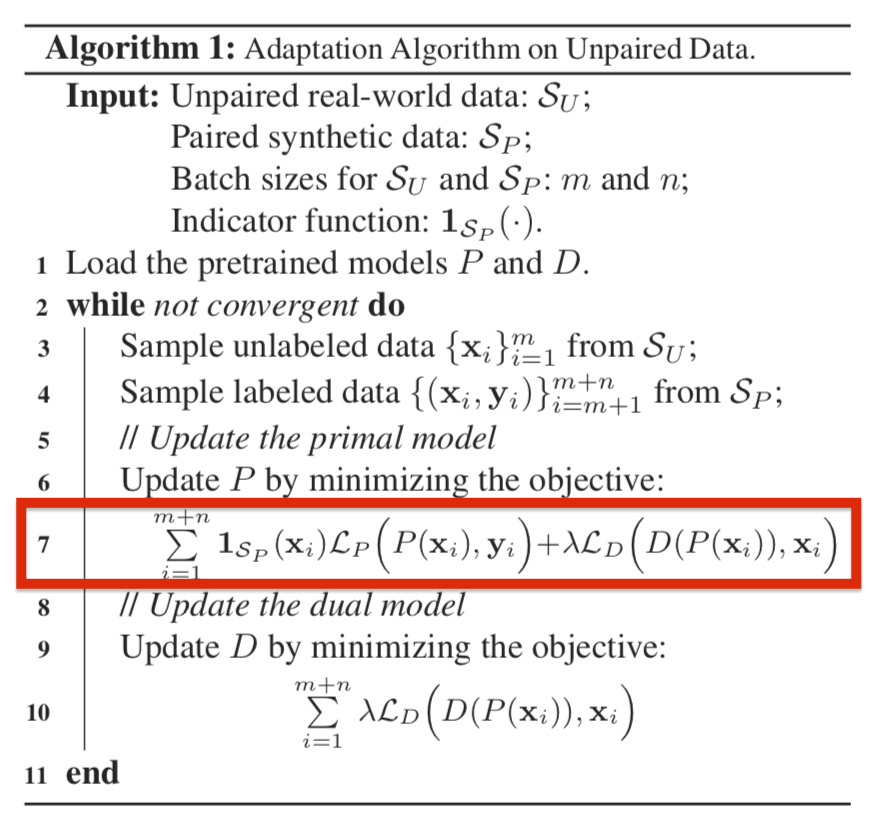 Algorithm 1: Adaptation Algorithm on Unpaired Data.
Input: Unpaired real-world data: $\mathcal{S}_U$;
Paired synthetic data: $\mathcal{S}_P$;
Batch sizes for $\mathcal{S}_U$ and $\mathcal{S}_P$: $m$ and $n$;
Indicator function: $\mathbf{1}_{\mathcal{S}_P}(\cdot)$.
1 Load the pretrained models $P$ and $D$.
2 while not convergent do
3 Sample unlabeled data $\{\mathbf{x}_i\}_{i=1}^{m}$ from $\mathcal{S}_U$;
4 Sample labeled data $\{(\mathbf{x}_i, \mathbf{y}_i)\}_{i=m+1}^{m+n}$ from $\mathcal{S}_P$;
5 // Update the primal model
6 Update $P$ by minimizing the objective:
7 $\sum_{i=1}^{m+n} \mathbf{1}_{\mathcal{S}_P}(\mathbf{x}_i)\mathcal{L}_P\Big(P(\mathbf{x}_i), \mathbf{y}_i\Big)+\lambda\mathcal{L}_D\Big(D(P(\mathbf{x}_i)), \mathbf{x}_i\Big)$
8 // Update the dual model
9 Update $D$ by minimizing the objective:
10 $\sum_{i=1}^{m+n} \lambda\mathcal{L}_D\Big(D(P(\mathbf{x}_i)), \mathbf{x}_i\Big)$
11 end